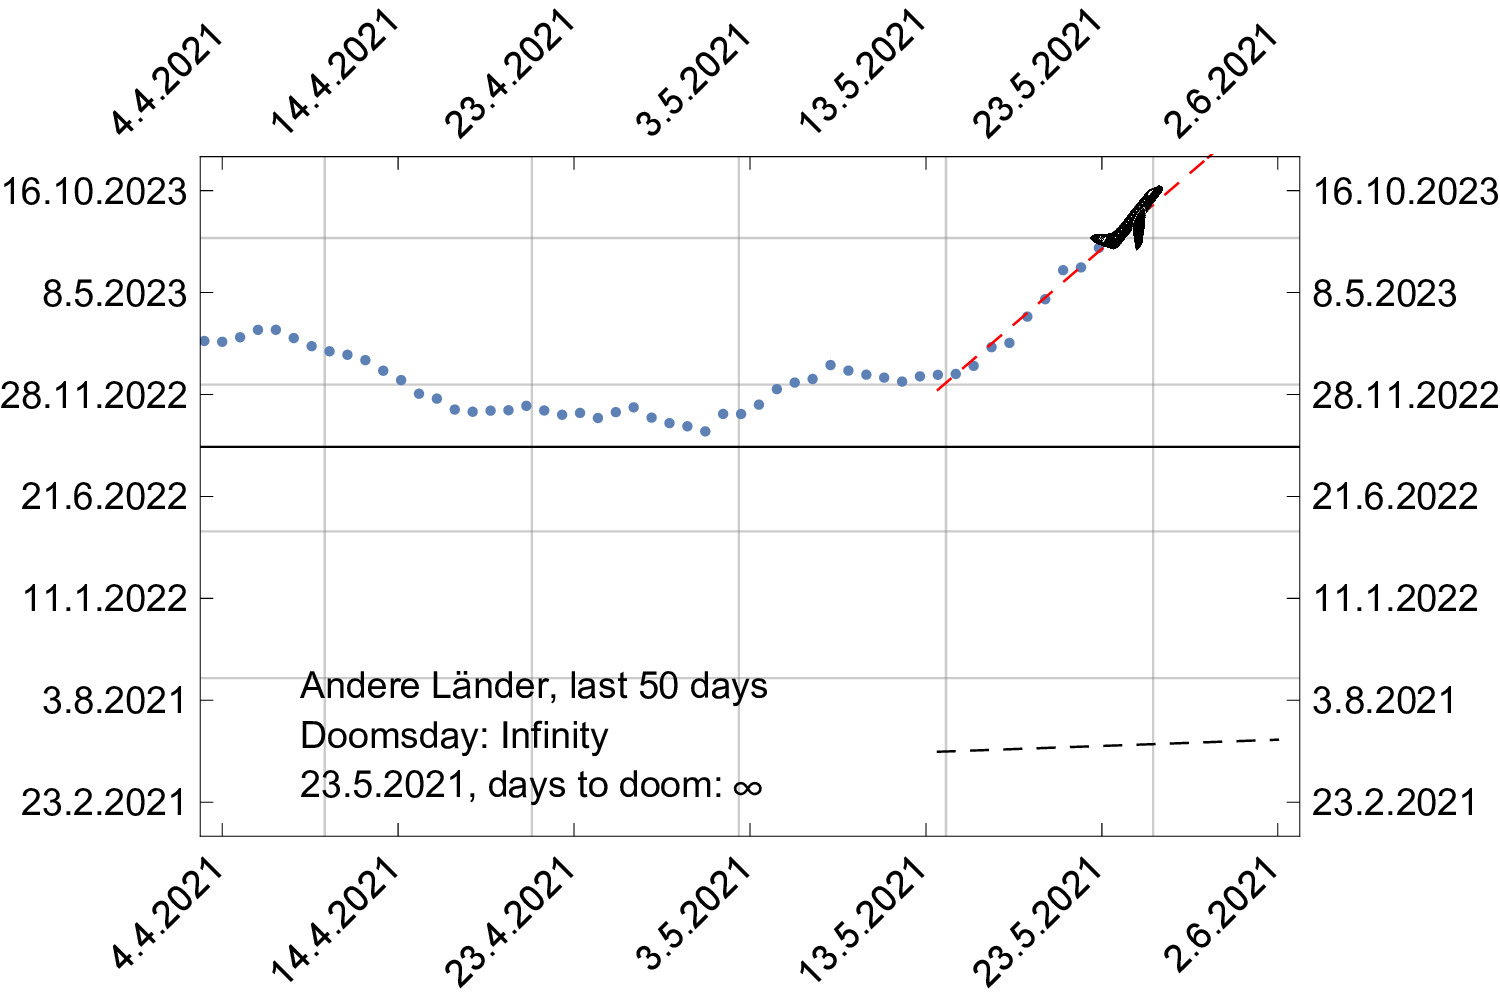 4.4.2021 14.4.2021 23.4.2021 3.5.2021 13.5.2021 23.5.2021 2.6.2021
16.10.2023 16.10.2023
8.5.2023 8.5.2023
28.11.2022 28.11.2022
21.6.2022 21.6.2022
11.1.2022 11.1.2022
Andere Länder, last 50 days
3.8.2021 3.8.2021
Doomsday: Infinity
23.5.2021, days to doom: ∞
23.2.2021 23.2.2021
4.4.2021 14.4.2021 23.4.2021 3.5.2021 13.5.2021 23.5.2021 2.6.2021